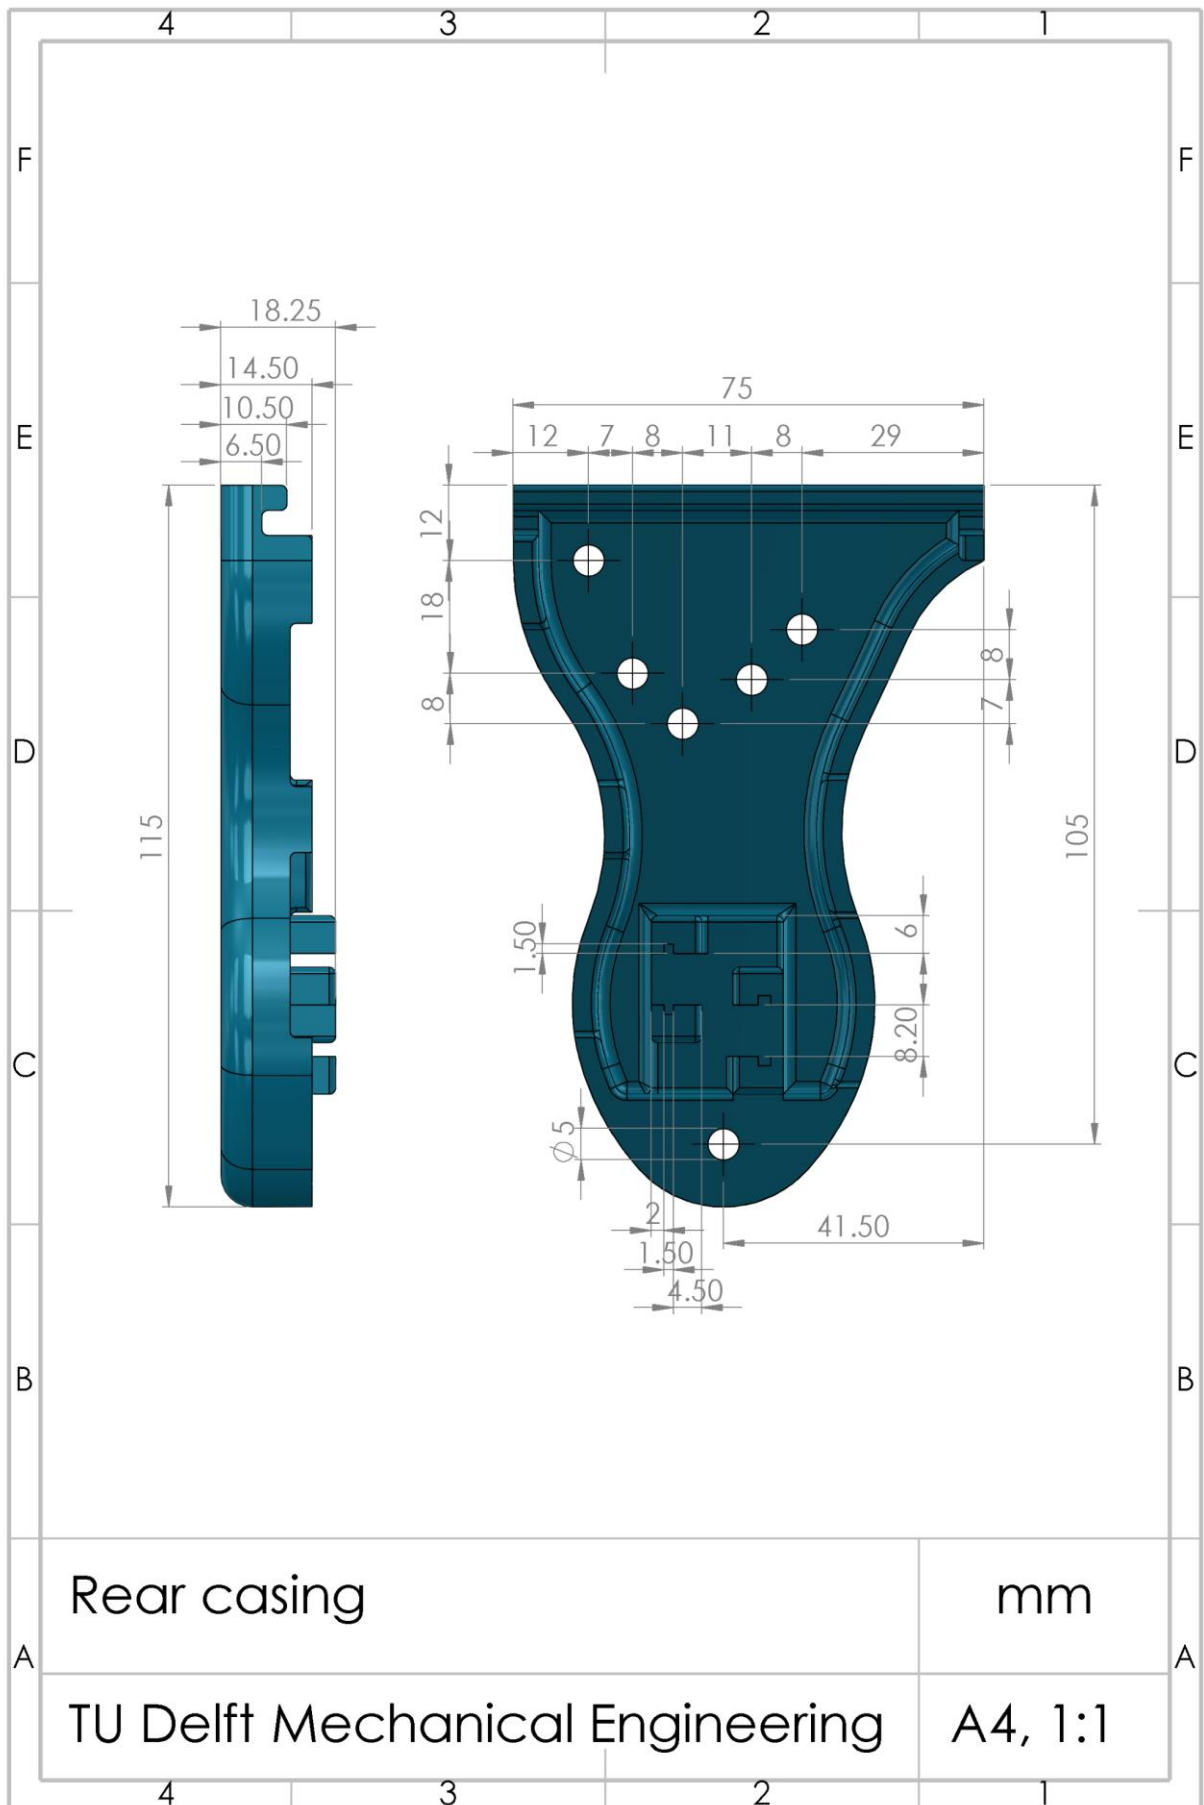 4 3 2 1
F F
18.25
14.50
75
10.50
E 12 7 8 11 8 29 E
6.50
12
18
8
8
7
D D
115
105
6
1.50
8.20
C C
Ø5
2
41.50
1.50
4.50
B B
Rear casing mm
A A
TU Delft Mechanical Engineering A4, 1:1
4 3 2 1